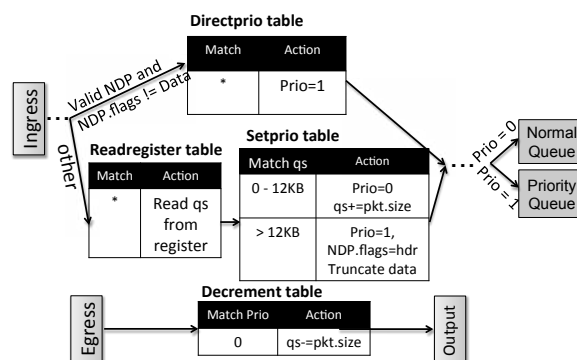 Directprio table
Match Action
* Prio=1
Ingress
Valid NDP and
NDP.flags != Data
other
Readregister table
Match Action
* Read qs
from
register
Setprio table
Match qs Action
0 - 12KB Prio=0
qs+=pkt.size
> 12KB Prio=1,
NDP.flags=hdr
Truncate data
Prio = 0
Prio = 1
Normal
Queue
Priority
Queue
Decrement table
Egress
Match Prio Action
0 qs-=pkt.size
Output